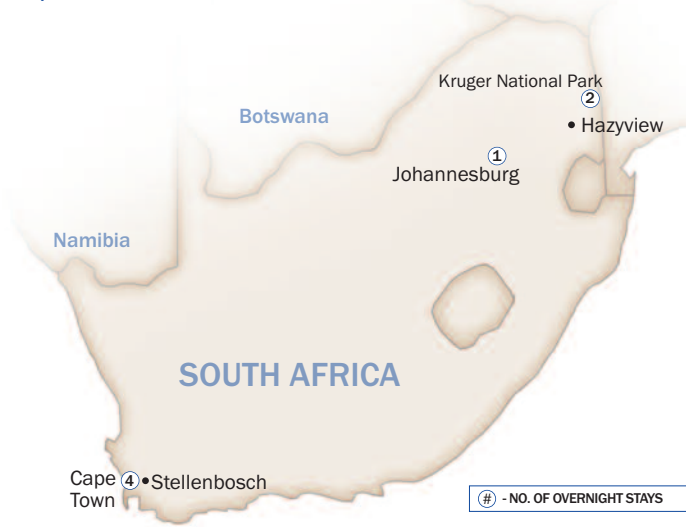 Kruger National Park
2
Botswana
• Hazyview
1
Johannesburg
Namibia
SOUTH AFRICA
Cape 4 •Stellenbosch
Town
# - NO. OF OVERNIGHT STAYS